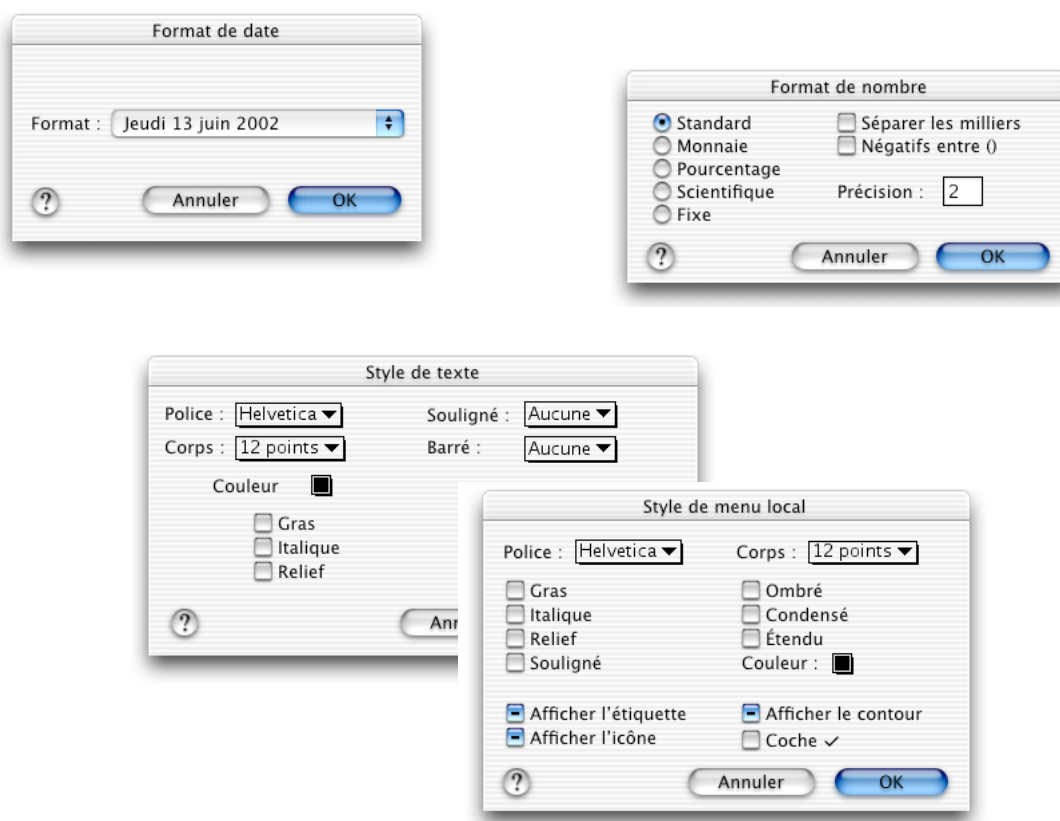 Format de date
Format : Jeudi 13 juin 2002
? Annuler OK
Format de nombre
Standard Séparer les milliers
Monnaie Négatifs entre ()
Pourcentage
Scientifique Précision : 2
Fixe
? Annuler OK
Style de texte
Police : Helvetica Souligné : Aucune
Corps : 12 points Barré : Aucune
Couleur
Gras
Italique
Relief
? Ann
Style de menu local
Police : Helvetica Corps : 12 points
Gras Ombré
Italique Condensé
Relief Étendu
Souligné Couleur :
Afficher l'étiquette Afficher le contour
Afficher l'icône Coche ✓
? Annuler OK